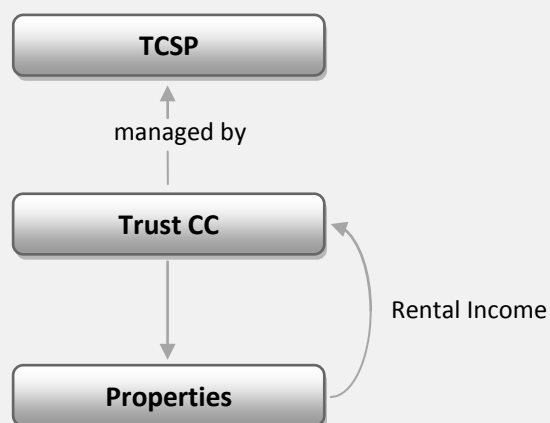 TCSP
managed by
Trust CC
Rental Income
Properties